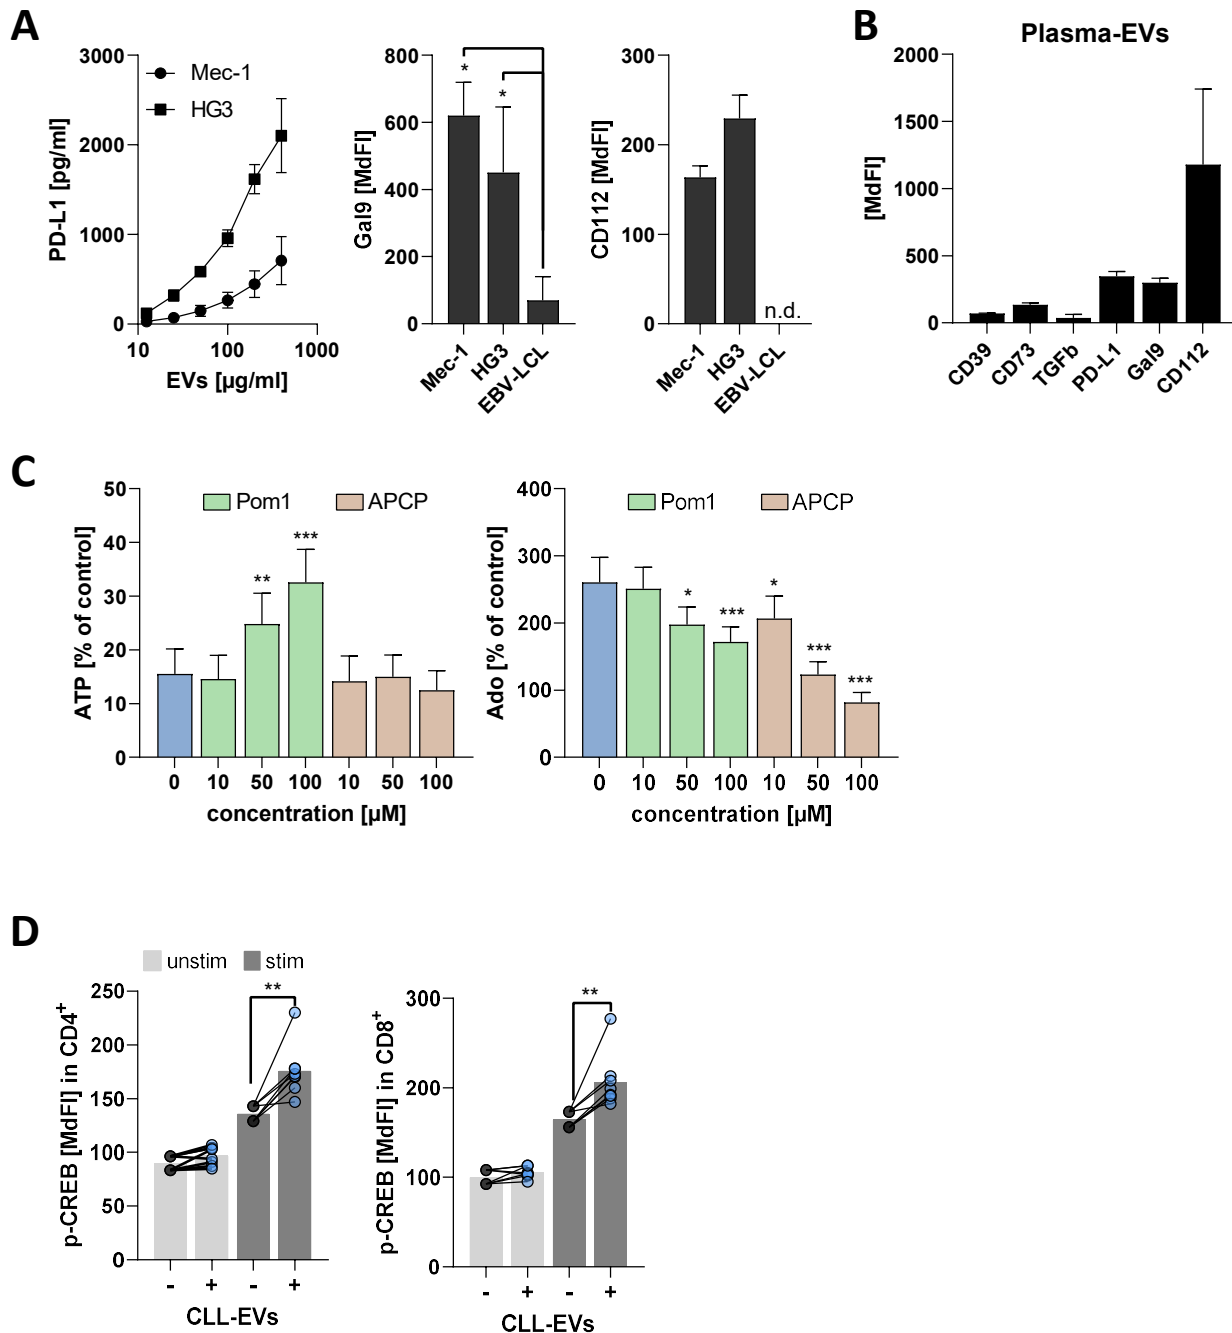 A
3000
2000
1000
0
10
100
1000
PD-L1 [pg/ml]
EVs [µg/ml]
Mec-1
HG3
800
600
400
200
0
Gal9 [MdFI]
*
*
Mec-1
HG3
EBV-LCL
300
200
100
0
CD112 [MdFI]
n.d.
Mec-1
HG3
EBV-LCL
B
Plasma-EVs
2000
1500
1000
500
0
[MdFI]
CD39
CD73
TGFb
PD-L1
Gal9
CD112
C
50
40
30
20
10
0
ATP [% of control]
Pom1
APCP
**
***
0 10 50 100 10 50 100
concentration [µM]
400
300
200
100
0
Ado [% of control]
Pom1
APCP
*
***
*
***
***
0 10 50 100 10 50 100
concentration [µM]
D
unstim
stim
250
200
150
100
50
0
p-CREB [MdFI] in CD4+
**
- + - +
CLL-EVs
300
200
100
0
p-CREB [MdFI] in CD8+
**
- + - +
CLL-EVs